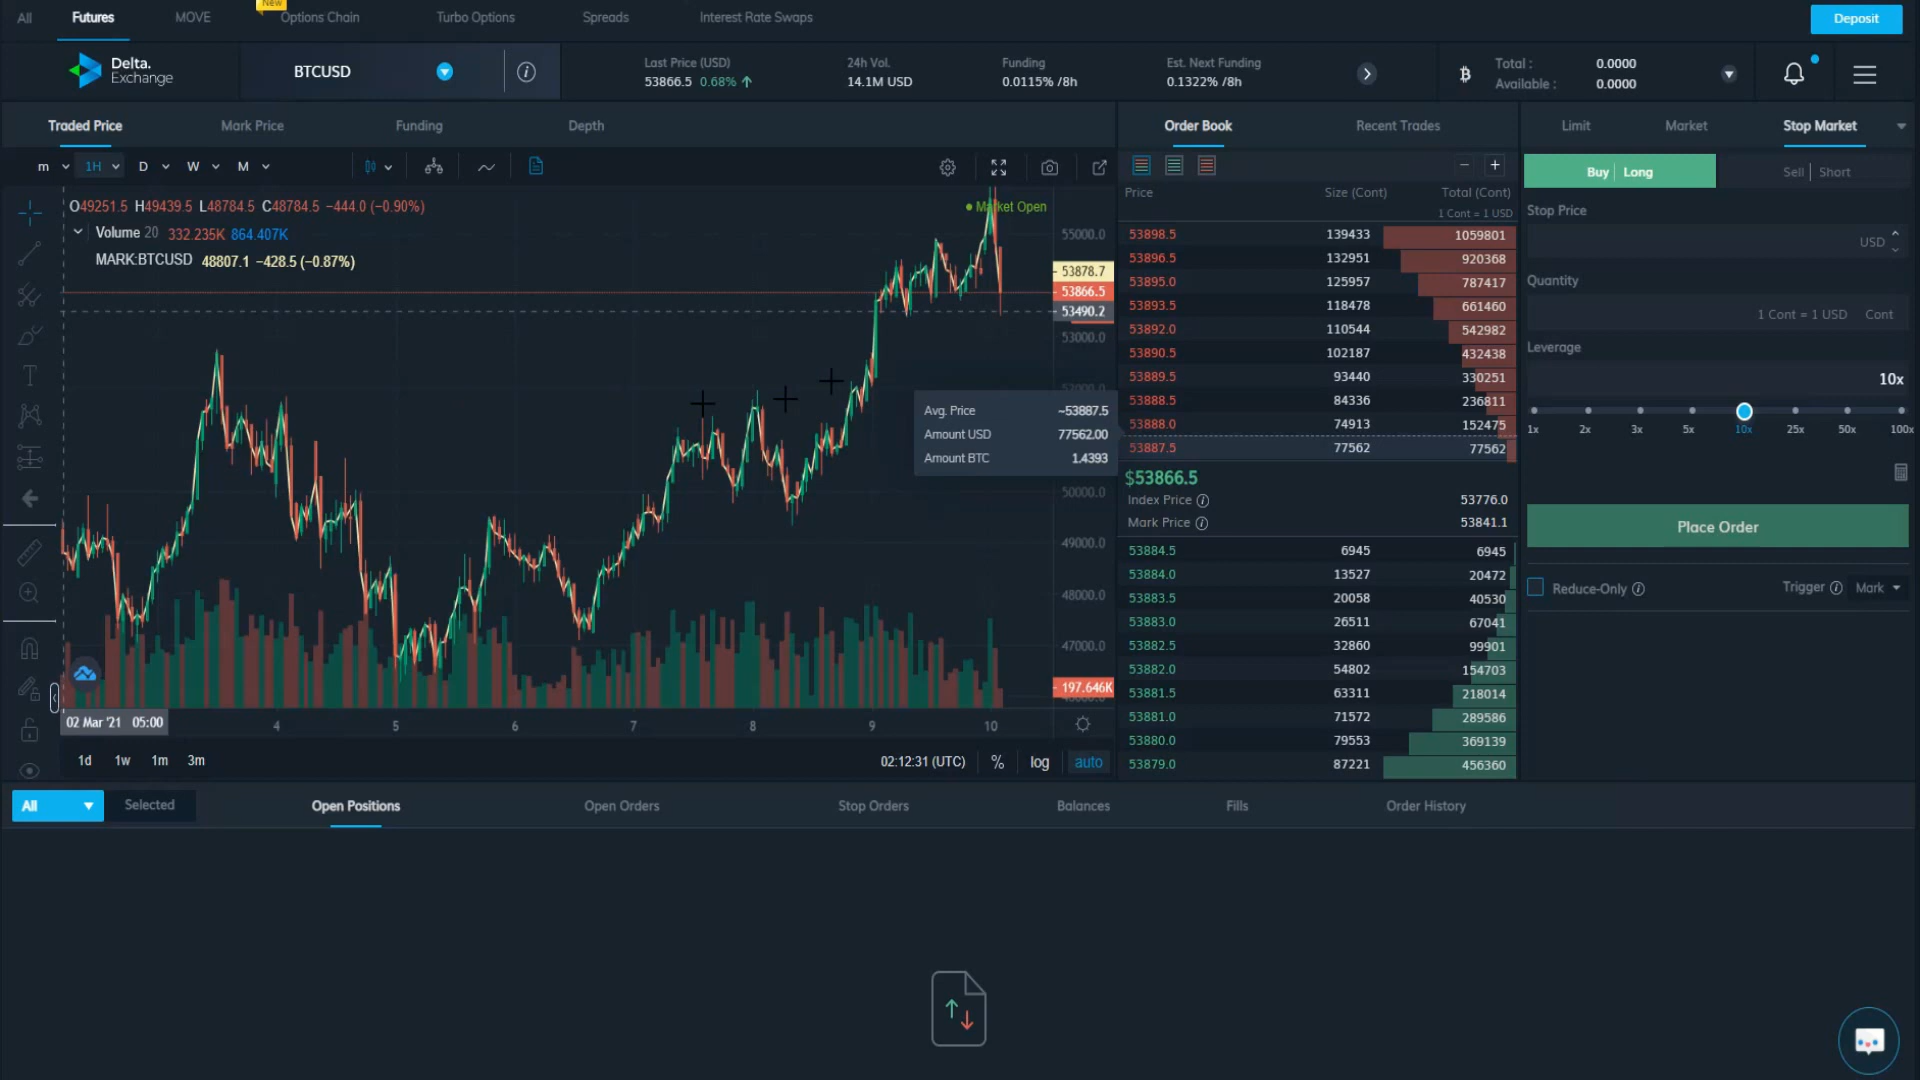 All Futures MOVE New Options Chain Turbo Options Spreads Interest Rate Swaps Deposit
Delta.
Exchange
BTCUSD
Last Price (USD) 24h Vol. Funding Est. Next Funding
53866.5 0.68% 14.1M USD 0.0115% /8h 0.1322% /8h
Total : 0.0000
Available : 0.0000
Traded Price Mark Price Funding Depth
m 1H D W M
O49251.5 H49439.5 L48784.5 C48784.5 −444.0 (−0.90%)
Market Open
Volume 20 332.235K 864.407K
MARK:BTCUSD 48807.1 −428.5 (−0.87%)
55000.0
53878.7
53866.5
53490.2
53000.0
52000.0
50000.0
49000.0
48000.0
47000.0
197.646K
Avg. Price ~53887.5
Amount USD 77562.00
Amount BTC 1.4393
02 Mar '21 05:00 4 5 6 7 8 9 10
1d 1w 1m 3m 02:12:31 (UTC) % log auto
Order Book Recent Trades
Price Size (Cont) Total (Cont)
1 Cont = 1 USD
53898.5 139433 1059801
53896.5 132951 920368
53895.0 125957 787417
53893.5 118478 661460
53892.0 110544 542982
53890.5 102187 432438
53889.5 93440 330251
53888.5 84336 236811
53888.0 74913 152475
53887.5 77562 77562
$53866.5
Index Price 53776.0
Mark Price 53841.1
53884.5 6945 6945
53884.0 13527 20472
53883.5 20058 40530
53883.0 26511 67041
53882.5 32860 99901
53882.0 54802 154703
53881.5 63311 218014
53881.0 71572 289586
53880.0 79553 369139
53879.0 87221 456360
Limit Market Stop Market
Buy Long Sell Short
Stop Price
USD
Quantity
1 Cont = 1 USD Cont
Leverage
10x
1x 2x 3x 5x 10x 25x 50x 100x
Place Order
Reduce-Only Trigger Mark
All Selected Open Positions Open Orders Stop Orders Balances Fills Order History